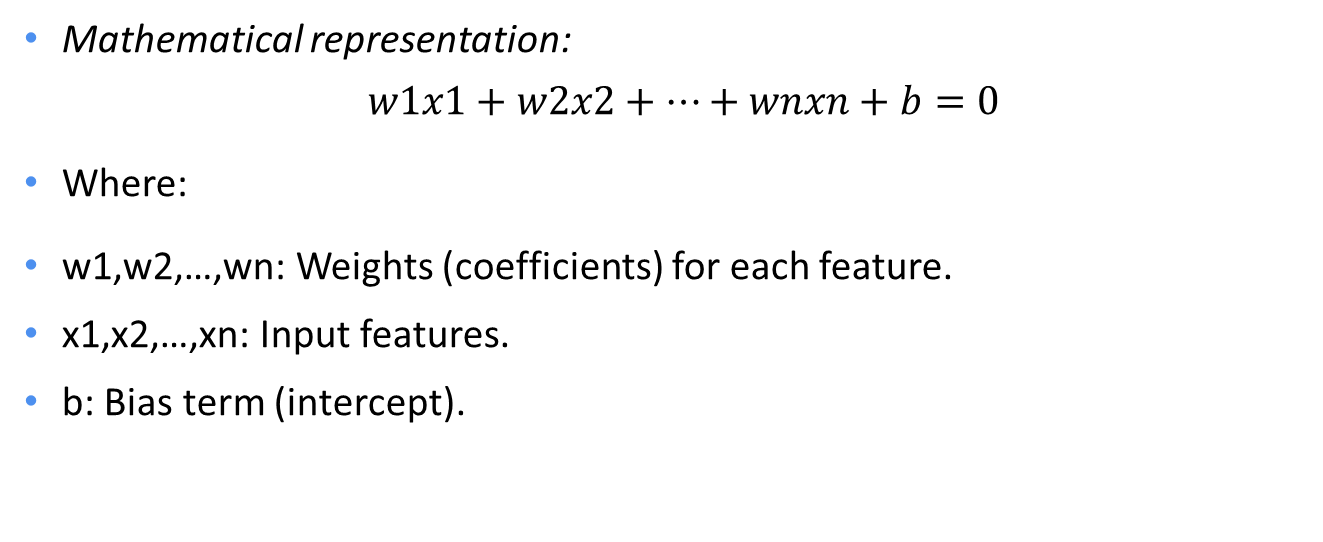 • Mathematical representation:
w1x1 + w2x2 + ⋯ + wnxn + b = 0
• Where:
• w1,w2,...,wn: Weights (coefficients) for each feature.
• x1,x2,...,xn: Input features.
• b: Bias term (intercept).